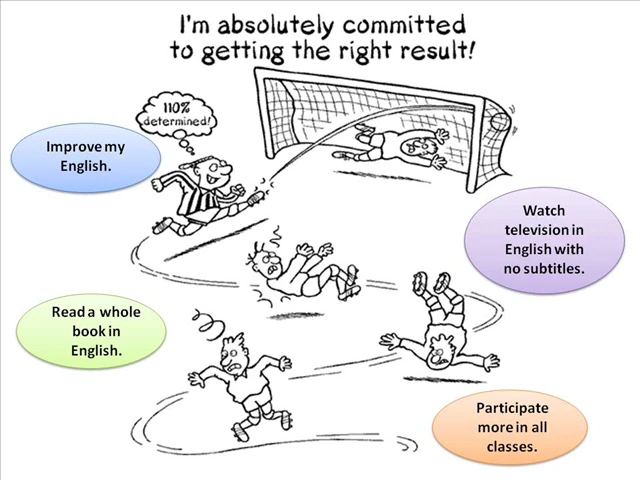 I'm absolutely committed
to getting the right result!
110%
determined!
Improve my
English.
Watch
television in
English with
no subtitles.
Read a whole
book in
English.
Participate
more in all
classes.